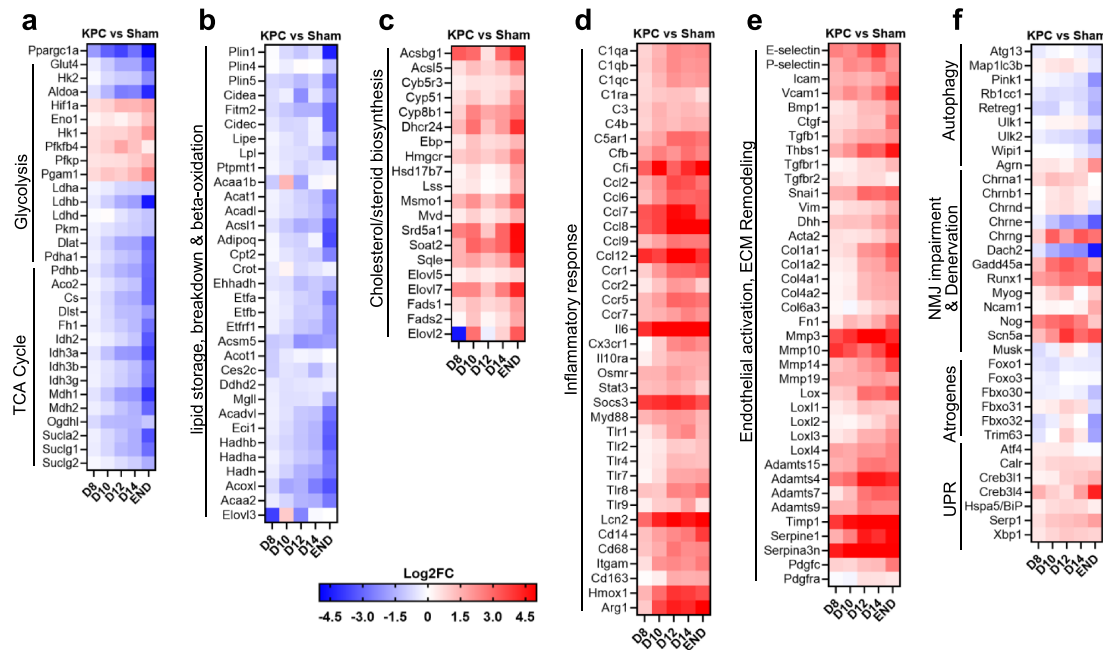 a
KPC vs Sham
Glycolysis
TCA Cycle
Ppargc1a
Glut4
Hk2
Aldoa
Hif1a
Eno1
Hk1
Pfkfb4
Pfkp
Pgam1
Ldha
Ldhb
Ldhd
Pkm
Dlat
Pdha1
Pdhb
Aco2
Cs
Dlst
Fh1
Idh2
Idh3a
Idh3b
Idh3g
Mdh1
Mdh2
Ogdhl
Sucla2
Suclg1
Suclg2
D8
D10
D12
D14
END
b
KPC vs Sham
lipid storage, breakdown & beta-oxidation
Plin1
Plin4
Plin5
Cidea
Fitm2
Cidec
Lipe
Lpl
Ptpmt1
Acaa1b
Acat1
Acadl
Acsl1
Adipoq
Cpt2
Crot
Ehhadh
Etfa
Etfb
Etfrf1
Acsm5
Acot1
Ces2c
Ddhd2
Mgll
Acadvl
Eci1
Hadhb
Hadha
Hadh
Acoxl
Acaa2
Elovl3
D8
D10
D12
D14
END
c
KPC vs Sham
Cholesterol/steroid biosynthesis
Acsbg1
Acsl5
Cyb5r3
Cyp51
Cyp8b1
Dhcr24
Ebp
Hmgcr
Hsd17b7
Lss
Msmo1
Mvd
Srd5a1
Soat2
Sqle
Elovl5
Elovl7
Fads1
Fads2
Elovl2
D8
D10
D12
D14
END
Log2FC
-4.5 -3.0 -1.5 0 1.5 3.0 4.5
d
KPC vs Sham
Inflammatory response
C1qa
C1qb
C1qc
C1ra
C3
C4b
C5ar1
Cfb
Cfi
Ccl2
Ccl6
Ccl7
Ccl8
Ccl9
Ccl12
Ccr1
Ccr2
Ccr5
Ccr7
Il6
Cx3cr1
Il10ra
Osmr
Stat3
Socs3
Myd88
Tlr1
Tlr2
Tlr4
Tlr7
Tlr8
Tlr9
Lcn2
Cd14
Cd68
Itgam
Cd163
Hmox1
Arg1
D8
D10
D12
D14
END
e
KPC vs Sham
Endothelial activation, ECM Remodeling
E-selectin
P-selectin
Icam
Vcam1
Bmp1
Ctgf
Tgfb1
Thbs1
Tgfbr1
Tgfbr2
Snai1
Vim
Dhh
Acta2
Col1a1
Col1a2
Col4a1
Col4a2
Col6a3
Fn1
Mmp3
Mmp10
Mmp14
Mmp19
Lox
Loxl1
Loxl2
Loxl3
Loxl4
Adamts15
Adamts4
Adamts7
Adamts9
Timp1
Serpine1
Serpina3n
Pdgfc
Pdgfra
D8
D10
D12
D14
END
f
KPC vs Sham
Autophagy
NMJ impairment
& Denervation
Atrogenes
UPR
Atg13
Map1lc3b
Pink1
Rb1cc1
Retreg1
Ulk1
Ulk2
Wipi1
Agrn
Chrna1
Chrnb1
Chrnd
Chrne
Chrng
Dach2
Gadd45a
Runx1
Myog
Ncam1
Nog
Scn5a
Musk
Foxo1
Foxo3
Fbxo30
Fbxo31
Fbxo32
Trim63
Atf4
Calr
Creb3l1
Creb3l4
Hspa5/BiP
Serp1
Xbp1
D8
D10
D12
D14
END